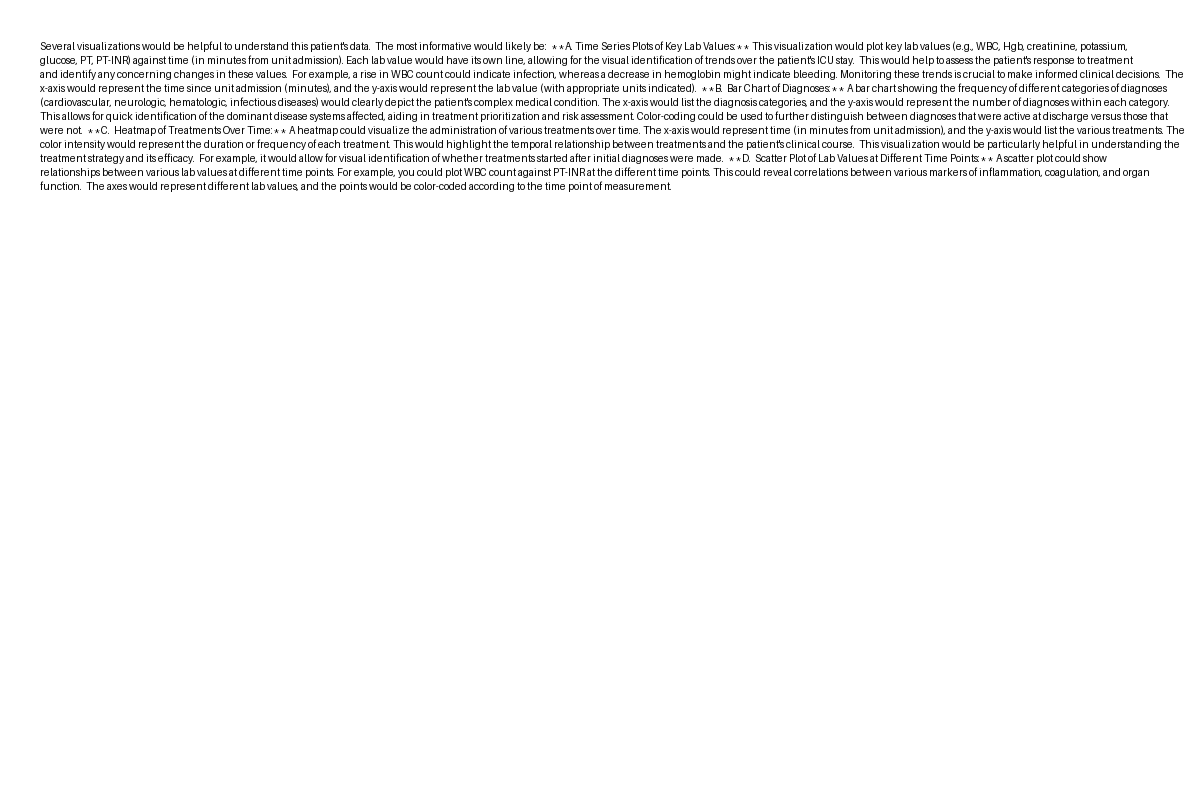 Several visualizations would be helpful to understand this patient's data.  The most informative would likely be:  **A. Time Series Plots of Key Lab Values:** This visualization would plot key lab values (e.g., WBC, Hgb, creatinine, potassium,
glucose, PT, PT-INR) against time (in minutes from unit admission). Each lab value would have its own line, allowing for the visual identification of trends over the patient's ICU stay.  This would help to assess the patient's response to treatment
and identify any concerning changes in these values.  For example, a rise in WBC count could indicate infection, whereas a decrease in hemoglobin might indicate bleeding. Monitoring these trends is crucial to make informed clinical decisions.  The
x-axis would represent the time since unit admission (minutes), and the y-axis would represent the lab value (with appropriate units indicated).  **B.  Bar Chart of Diagnoses:** A bar chart showing the frequency of different categories of diagnoses
(cardiovascular, neurologic, hematologic, infectious diseases) would clearly depict the patient's complex medical condition. The x-axis would list the diagnosis categories, and the y-axis would represent the number of diagnoses within each category.
This allows for quick identification of the dominant disease systems affected, aiding in treatment prioritization and risk assessment. Color-coding could be used to further distinguish between diagnoses that were active at discharge versus those that
were not.  **C.  Heatmap of Treatments Over Time:** A heatmap could visualize the administration of various treatments over time. The x-axis would represent time (in minutes from unit admission), and the y-axis would list the various treatments. The
color intensity would represent the duration or frequency of each treatment. This would highlight the temporal relationship between treatments and the patient's clinical course.  This visualization would be particularly helpful in understanding the
treatment strategy and its efficacy.  For example, it would allow for visual identification of whether treatments started after initial diagnoses were made.  **D.  Scatter Plot of Lab Values at Different Time Points:** A scatter plot could show
relationships between various lab values at different time points. For example, you could plot WBC count against PT-INR at the different time points. This could reveal correlations between various markers of inflammation, coagulation, and organ
function.  The axes would represent different lab values, and the points would be color-coded according to the time point of measurement.